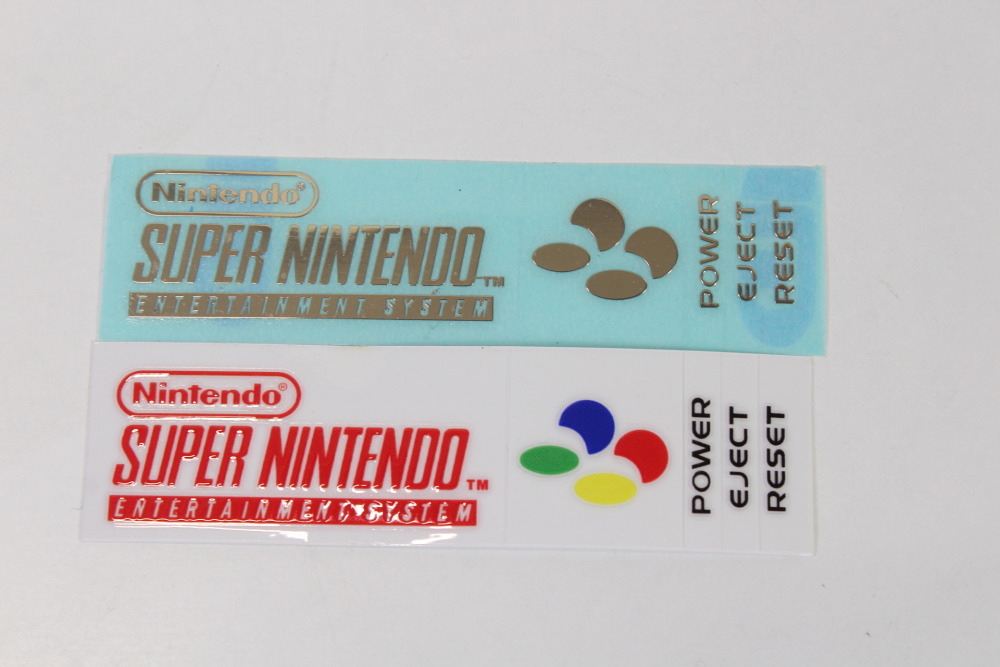 Nintendo®
SUPER NINTENDO™
ENTERTAINMENT SYSTEM
POWER
EJECT
RESET
Nintendo®
SUPER NINTENDO™
ENTERTAINMENT SYSTEM
POWER
EJECT
RESET